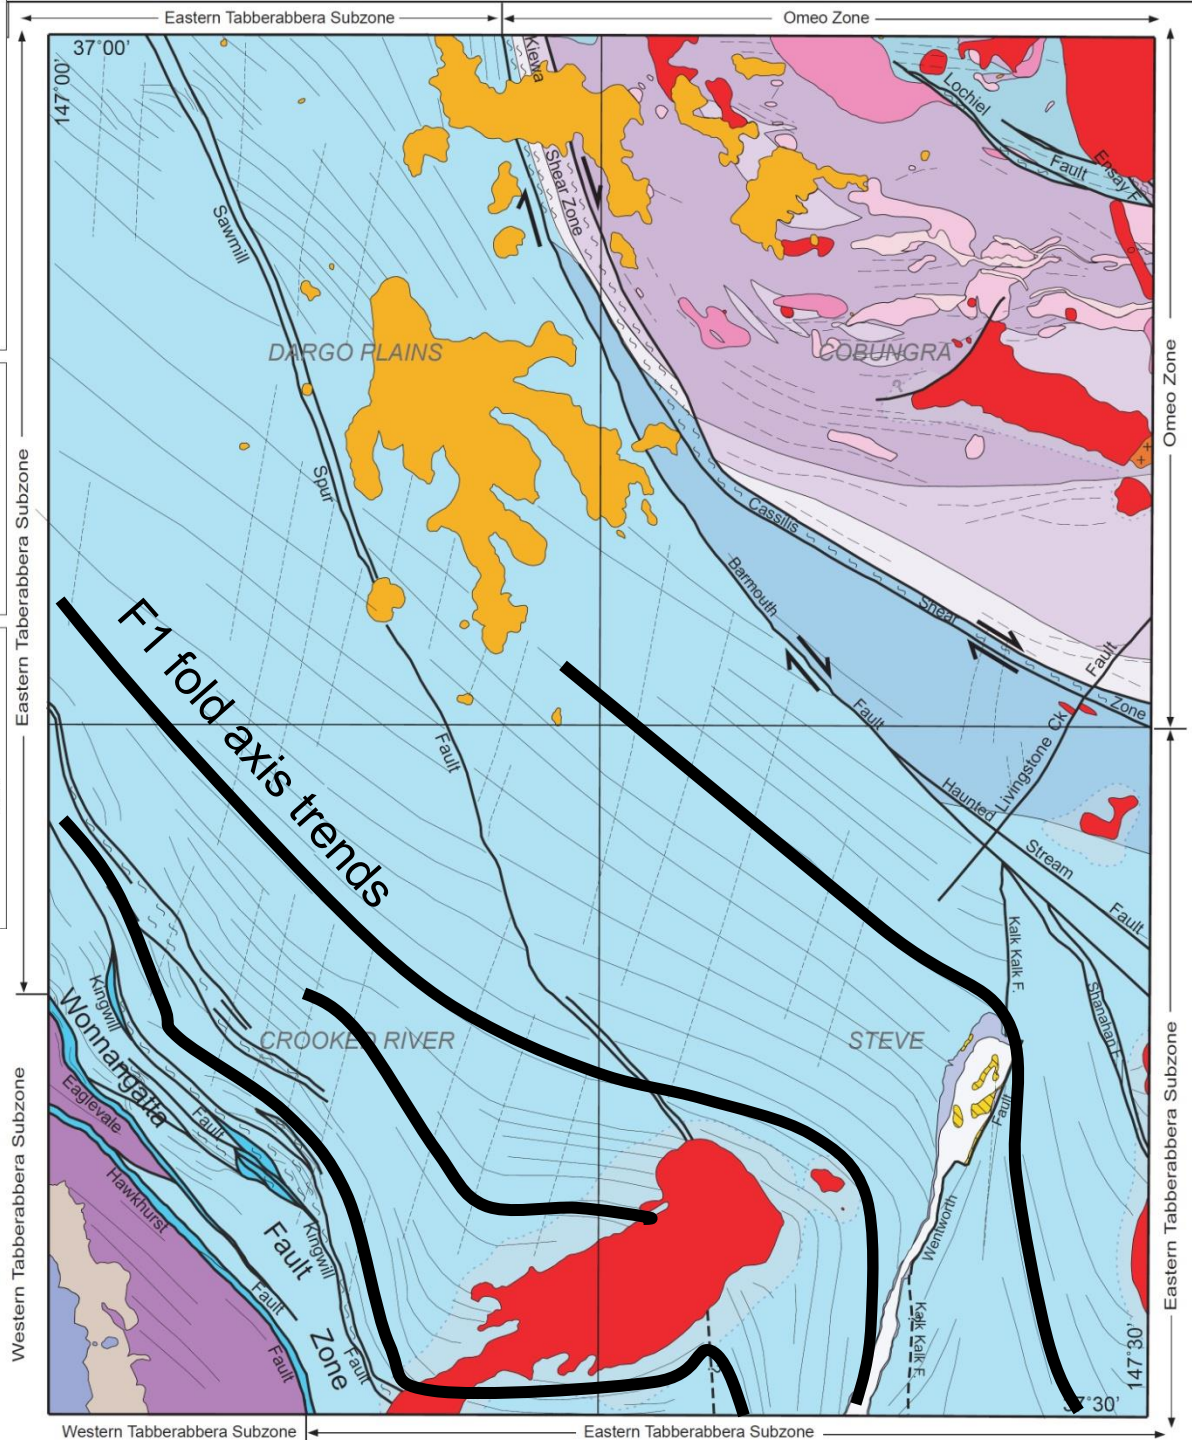 Eastern Tabberabbera Subzone
Omeo Zone
37°00'
147°00'
Kiewa
Shear Zone
Lochiel
Fault
Ensay F.
Sawmill
Spur
Fault
DARGO PLAINS
COBUNGRA
?
Omeo Zone
Eastern Taberabbera Subzone
Cassilis
Shear
Zone
Barmouth
Fault
Livingstone Ck
Fault
F1 fold axis trends
Haunted
Stream
Fault
Kalk Kalk F.
Shanahan F.
Kingwill
Fault
Wonnangatta
Fault
Zone
CROOKED RIVER
STEVE
Eaglevale
Hawkhurst
Fault
Fault
Kingwill
Fault
Wentworth
Fault
Kalk Kalk F.
?
Western Tabberabbera Subzone
Eastern Tabberabbera Subzone
147°30'
37°30'
Western Tabberabbera Subzone
Eastern Tabberabbera Subzone